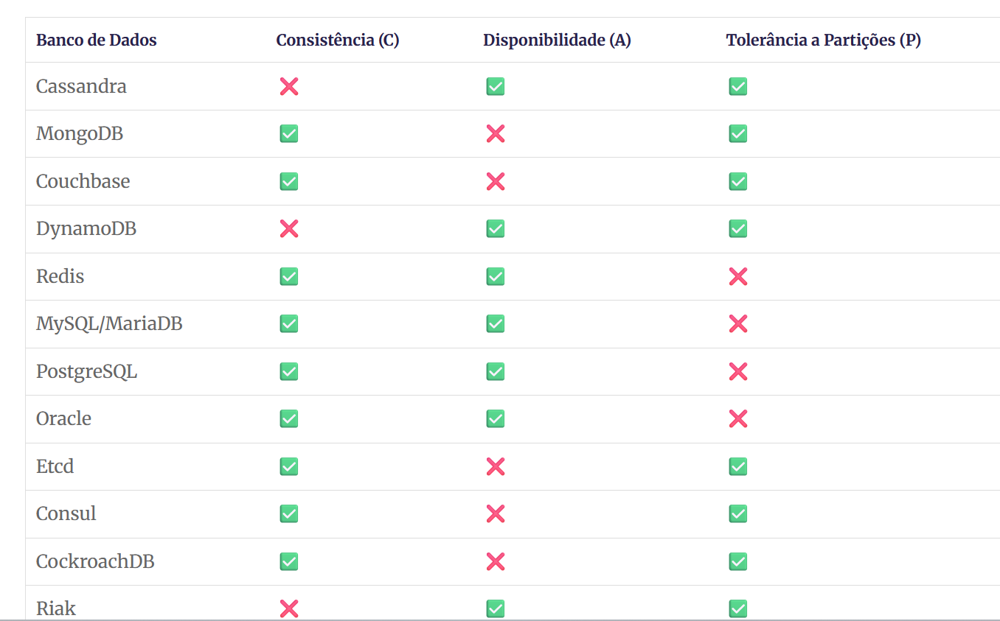 Banco de Dados Consistência (C) Disponibilidade (A) Tolerância a Partições (P)
Cassandra ❌ ✅ ✅
MongoDB ✅ ❌ ✅
Couchbase ✅ ❌ ✅
DynamoDB ❌ ✅ ✅
Redis ✅ ✅ ❌
MySQL/MariaDB ✅ ✅ ❌
PostgreSQL ✅ ✅ ❌
Oracle ✅ ✅ ❌
Etcd ✅ ❌ ✅
Consul ✅ ❌ ✅
CockroachDB ✅ ❌ ✅
Riak ❌ ✅ ✅